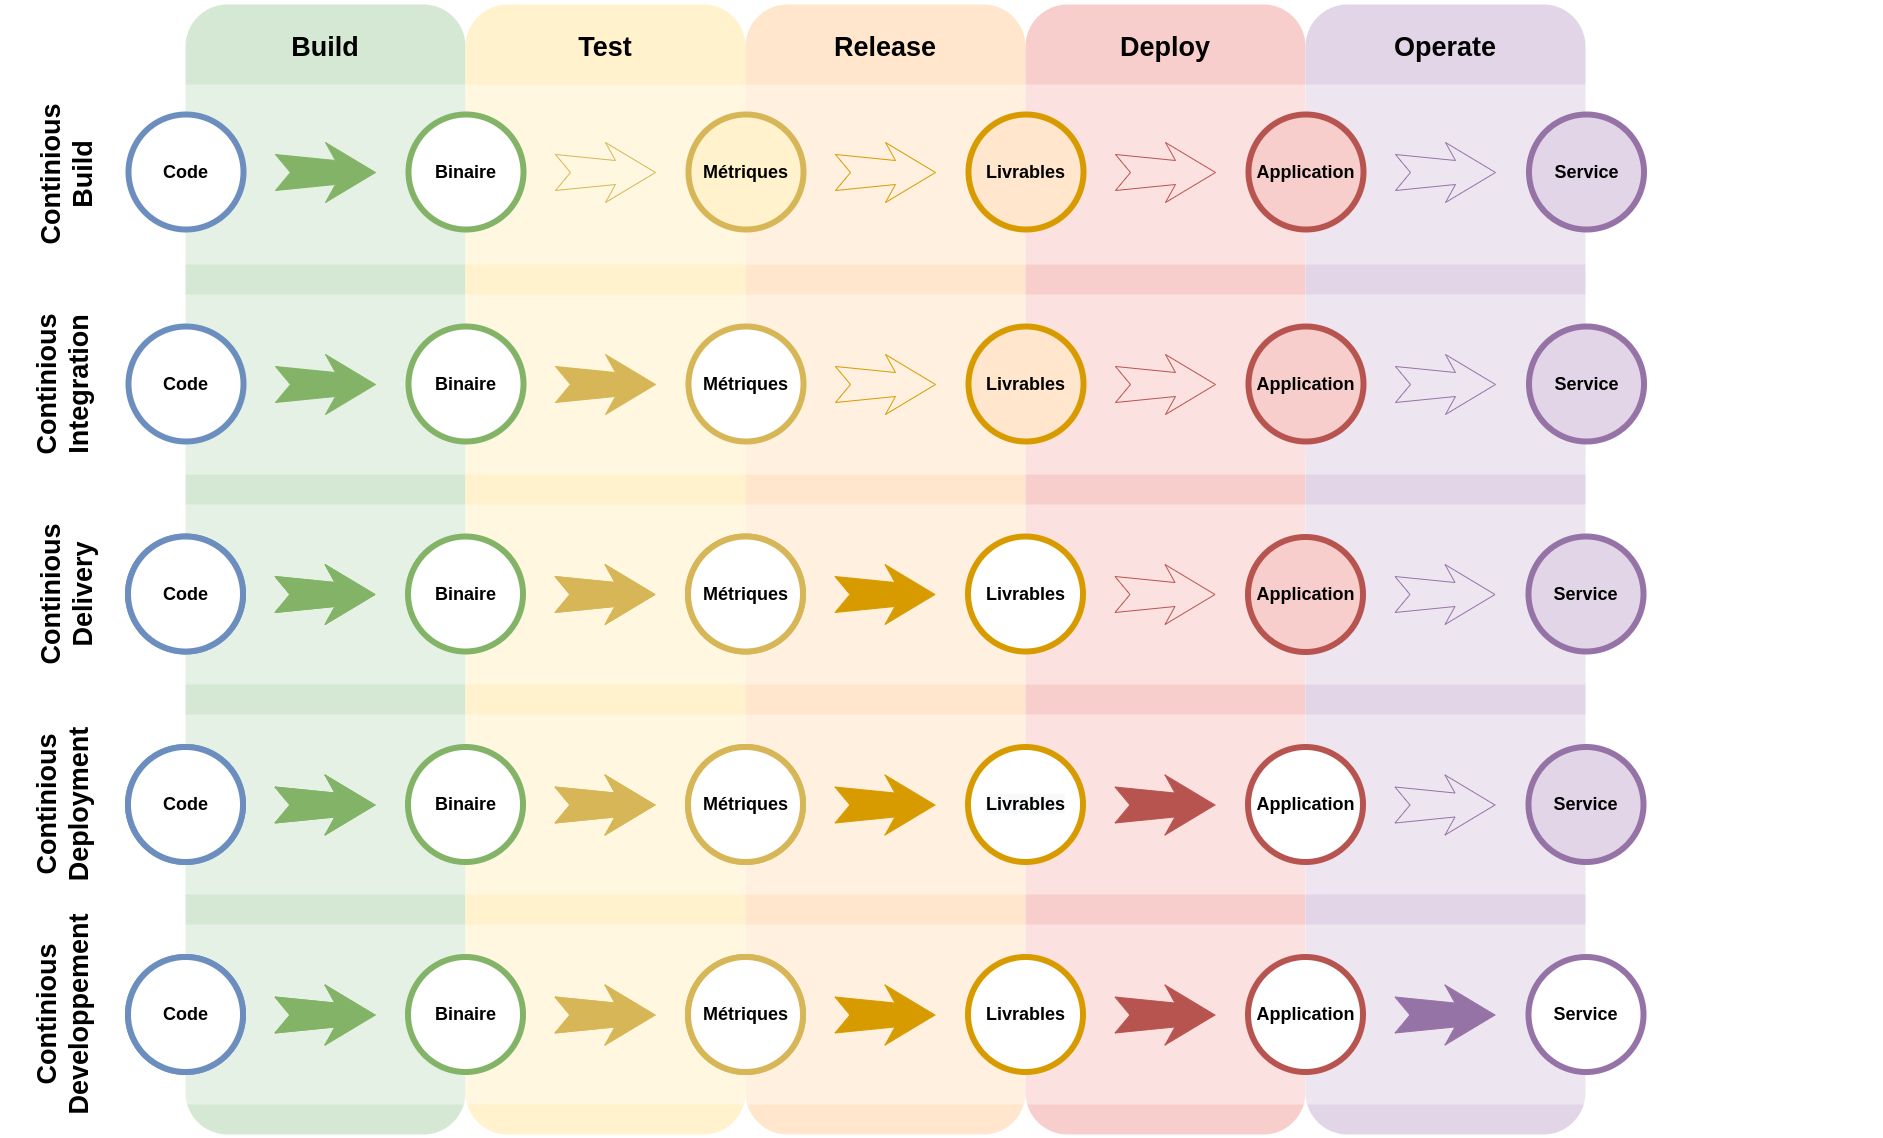 Build
Test
Release
Deploy
Operate
Continious
Build
Code
Binaire
Métriques
Livrables
Application
Service
Continious
Integration
Code
Binaire
Métriques
Livrables
Application
Service
Continious
Delivery
Code
Binaire
Métriques
Livrables
Application
Service
Continious
Deployment
Code
Binaire
Métriques
Livrables
Application
Service
Continious
Developpement
Code
Binaire
Métriques
Livrables
Application
Service